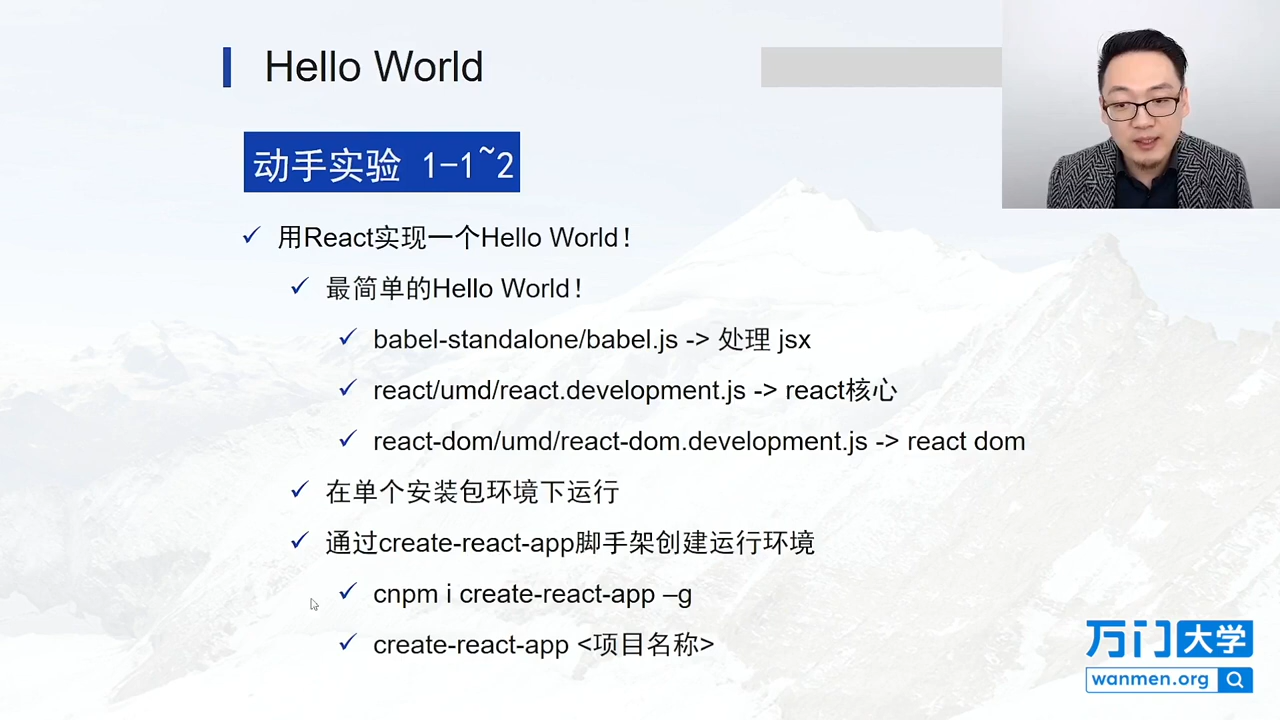 Hello World
动手实验 1-1~2
用React实现一个Hello World！
最简单的Hello World！
babel-standalone/babel.js -> 处理 jsx
react/umd/react.development.js -> react核心
react-dom/umd/react-dom.development.js -> react dom
在单个安装包环境下运行
通过create-react-app脚手架创建运行环境
cnpm i create-react-app –g
create-react-app <项目名称>
万门大学
wanmen.org